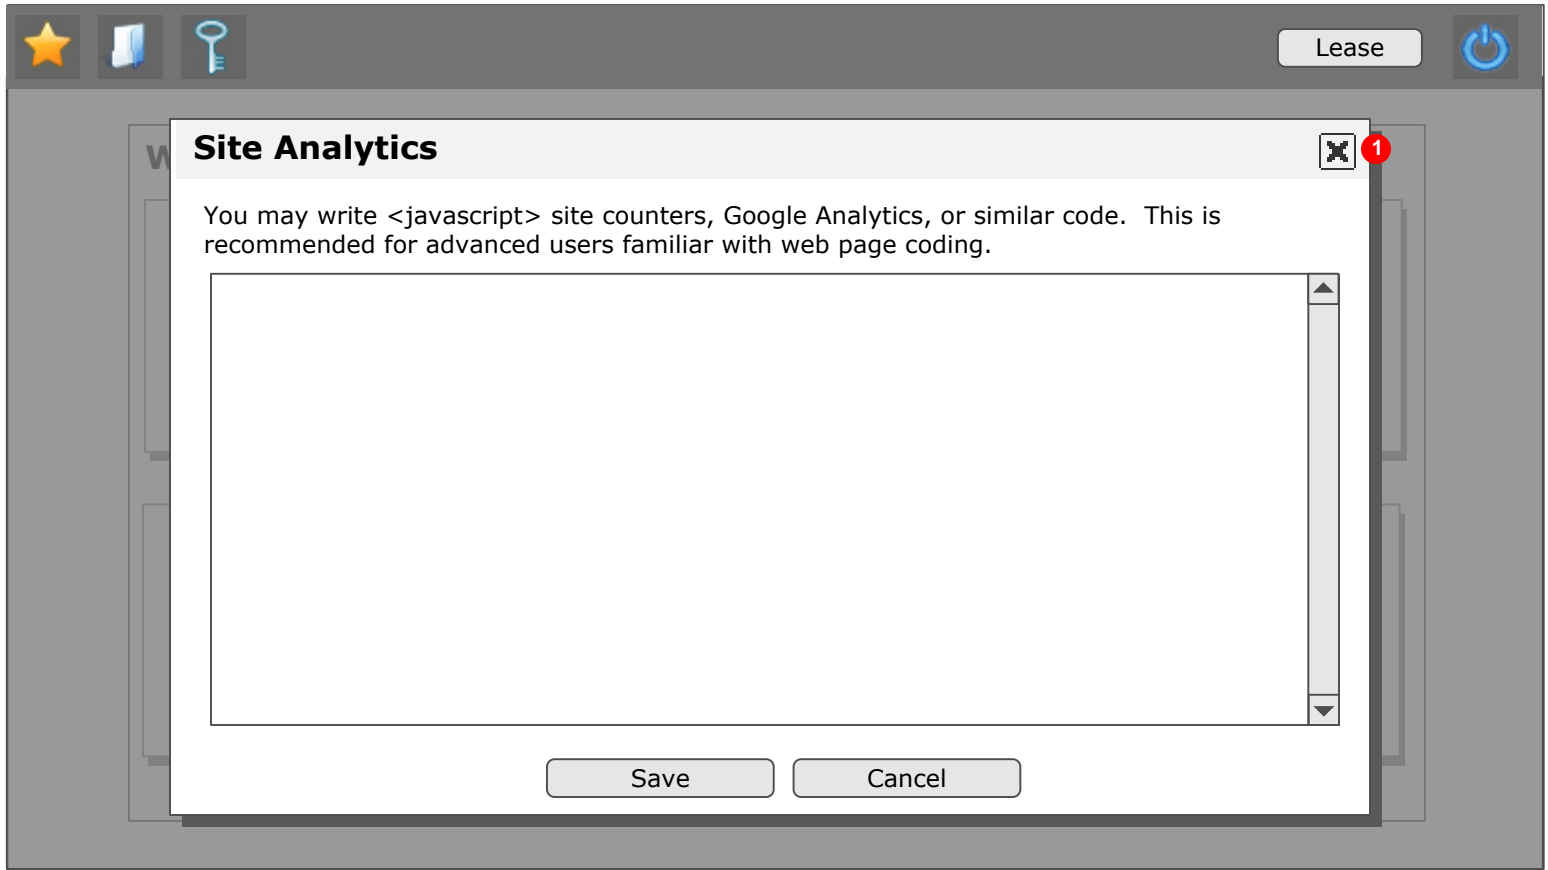 Lease
W
Site Analytics
1
You may write <javascript> site counters, Google Analytics, or similar code.  This is
recommended for advanced users familiar with web page coding.
Save
Cancel